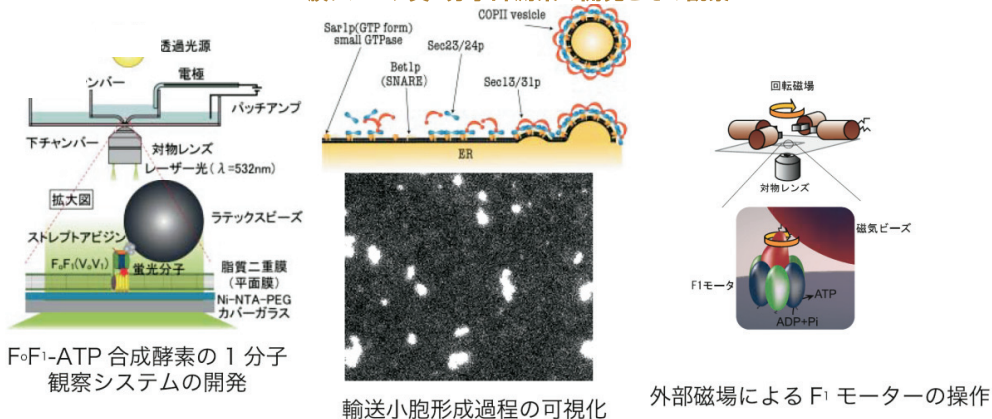 透過光源
ンバー
電極
パッチアンプ
下チャンバー
対物レンズ
レーザー光(λ=532nm)
拡大図
ラテックスビーズ
ストレプトアビジン
FoF1(VoV1)
蛍光分子
脂質二重膜
(平面膜)
Ni-NTA-PEG
カバーガラス
FoF1-ATP 合成酵素の1分子
観察システムの開発
COPII vesicle
Sar1p(GTP form)
small GTPase
Sec23/24p
Bet1p
(SNARE)
Sec13/31p
ER
輸送小胞形成過程の可視化
回転磁場
対物レンズ
磁気ビーズ
F1モータ
ATP
ADP+Pi
外部磁場による F1 モーターの操作